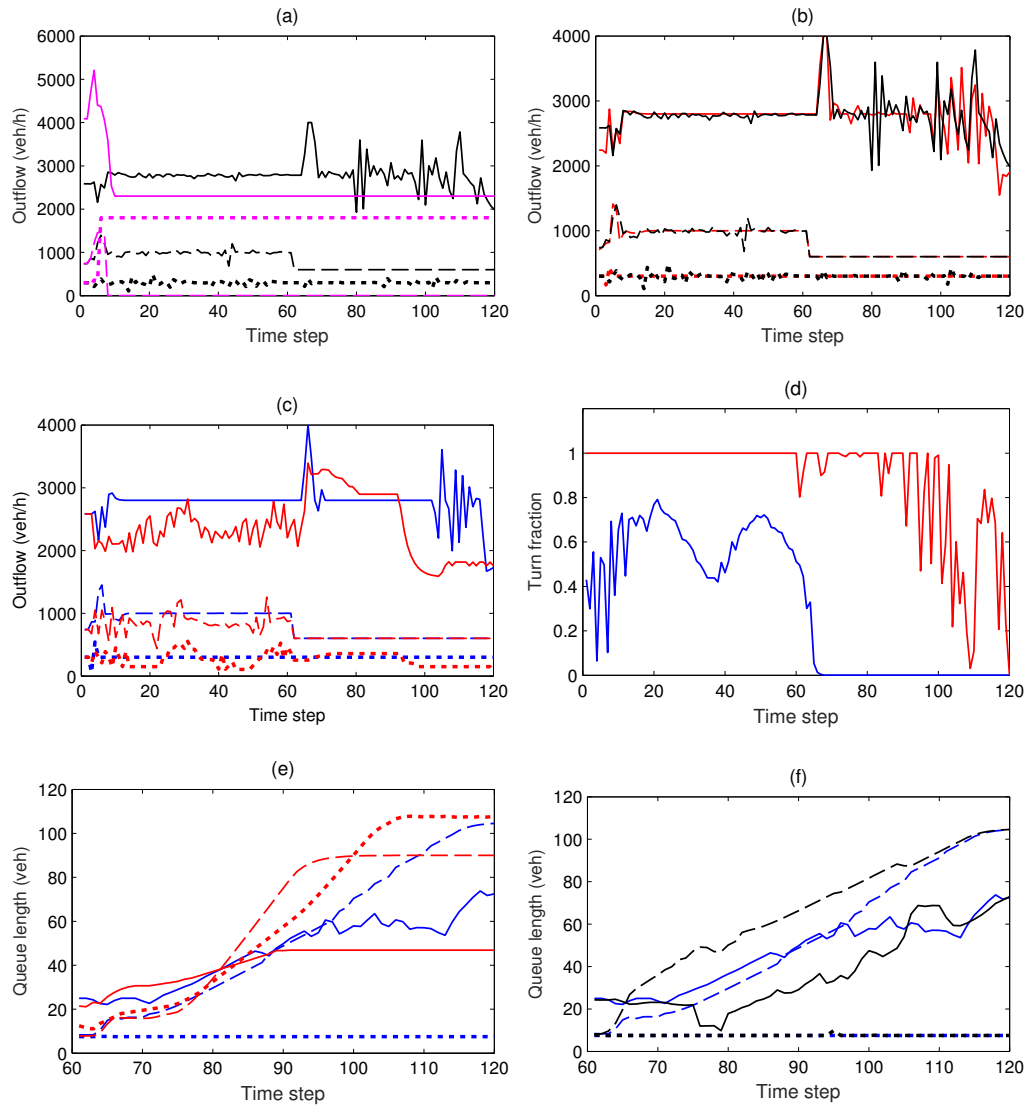 (a)
6000
5000
4000
3000
2000
1000
0
Outflow (veh/h)
0 20 40 60 80 100 120
Time step
(b)
4000
3000
2000
1000
0
Outflow (veh/h)
0 20 40 60 80 100 120
Time step
(c)
4000
3000
2000
1000
0
Outflow (veh/h)
0 20 40 60 80 100 120
Time step
(d)
1
0.8
0.6
0.4
0.2
0
Turn fraction
0 20 40 60 80 100 120
Time step
(e)
120
100
80
60
40
20
0
Queue length (veh)
60 70 80 90 100 110 120
Time step
(f)
120
100
80
60
40
20
0
Queue length (veh)
60 70 80 90 100 110 120
Time step